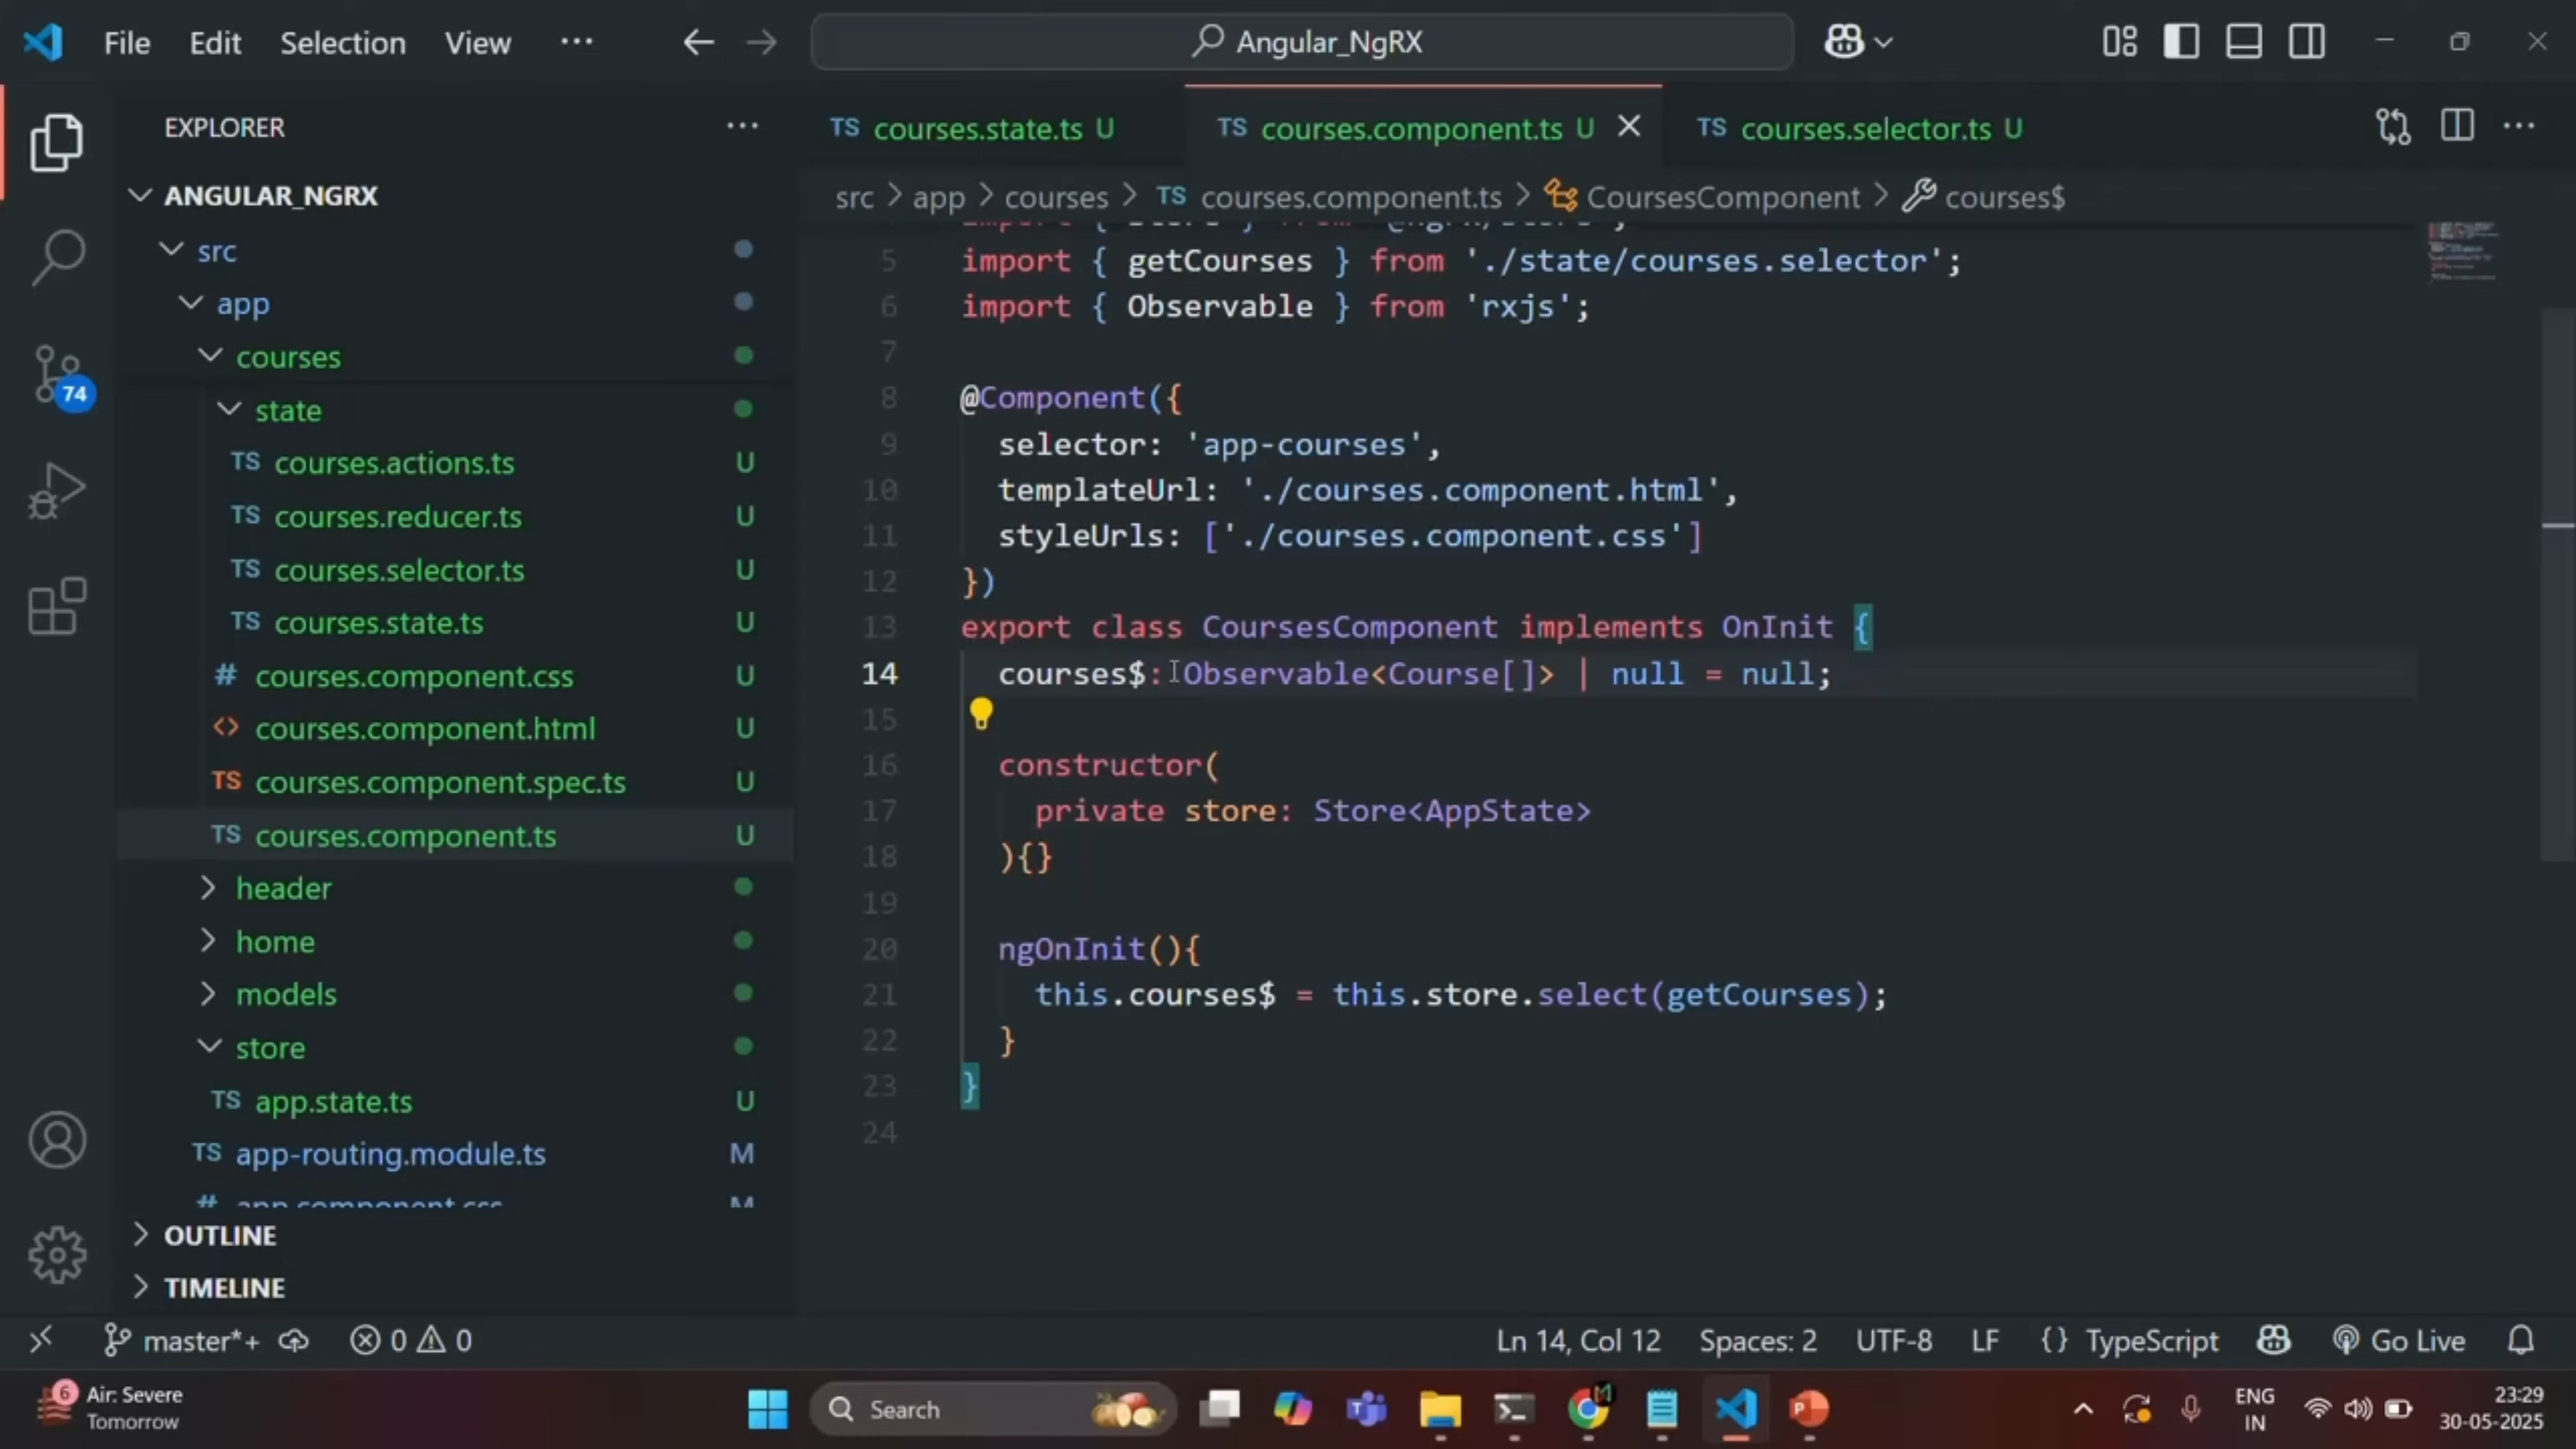 File Edit Selection View ··· Angular_NgRX
EXPLORER
ANGULAR_NGRX
src
app
courses
state
TS courses.actions.ts U
TS courses.reducer.ts U
TS courses.selector.ts U
TS courses.state.ts U
# courses.component.css U
<> courses.component.html U
TS courses.component.spec.ts U
TS courses.component.ts U
header
home
models
store
TS app.state.ts U
TS app-routing.module.ts M
# app.component.css M
OUTLINE
TIMELINE
74
TS courses.state.ts U TS courses.component.ts U TS courses.selector.ts U
src > app > courses > TS courses.component.ts > CoursesComponent > courses$
import { Store } from '@ngrx/store';
5 import { getCourses } from './state/courses.selector';
6 import { Observable } from 'rxjs';
7
8 @Component({
9 selector: 'app-courses',
10 templateUrl: './courses.component.html',
11 styleUrls: ['./courses.component.css']
12 })
13 export class CoursesComponent implements OnInit {
14 courses$: Observable<Course[]> | null = null;
15
16 constructor(
17 private store: Store<AppState>
18 ){}
19
20 ngOnInit(){
21 this.courses$ = this.store.select(getCourses);
22 }
23 }
24
master*+ 0 0 Ln 14, Col 12 Spaces: 2 UTF-8 LF {} TypeScript Go Live
6 Air: Severe
Tomorrow
Search
ENG
IN
23:29
30-05-2025